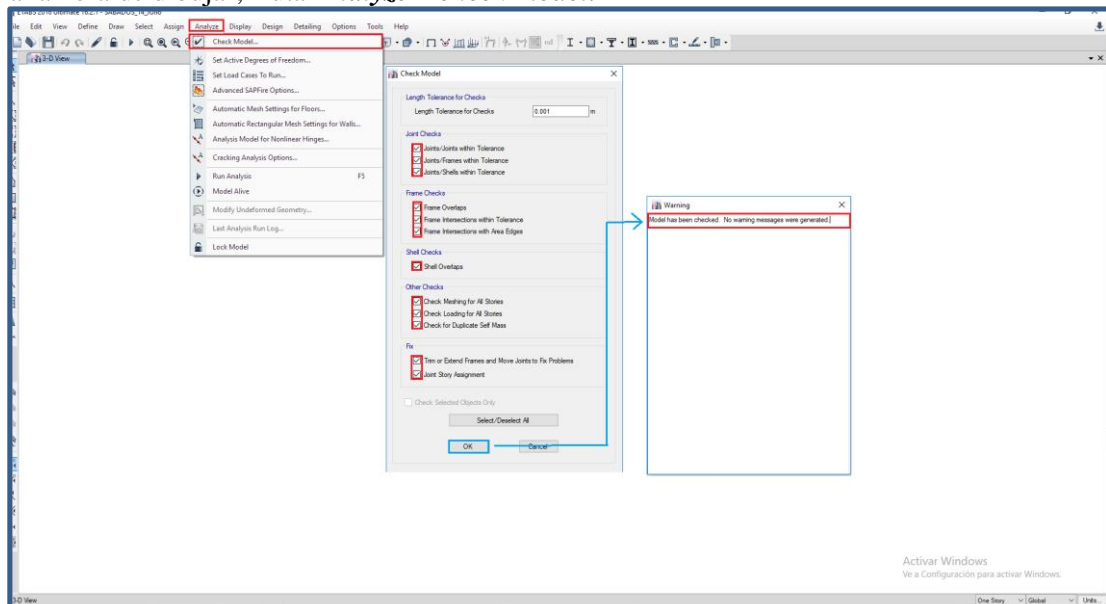 ETABS 2016 Ultimate 16.2.1 - SABADOS_14_Junio
File Edit View Define Draw Select Assign Analyze Display Design Detailing Options Tools Help
3-D View
Check Model...
Set Active Degrees of Freedom...
Set Load Cases To Run...
Advanced SAPFire Options...
Automatic Mesh Settings for Floors...
Automatic Rectangular Mesh Settings for Walls...
Analysis Model for Nonlinear Hinges...
Cracking Analysis Options...
Run Analysis F5
Model Alive
Modify Undeformed Geometry...
Last Analysis Run Log...
Lock Model
Check Model
Length Tolerance for Checks
Length Tolerance for Checks 0.001 m
Joint Checks
Joints/Joints within Tolerance
Joints/Frames within Tolerance
Joints/Shells within Tolerance
Frame Checks
Frame Overlaps
Frame Intersections within Tolerance
Frame Intersections with Area Edges
Shell Checks
Shell Overlaps
Other Checks
Check Meshing for All Stories
Check Loading for All Stories
Check for Duplicate Self Mass
Fix
Trim or Extend Frames and Move Joints to Fix Problems
Joint Story Assignment
Check Selected Objects Only
Select/Deselect All
OK Cancel
Warning
Model has been checked. No warning messages were generated.
Activar Windows
Ve a Configuración para activar Windows.
3-D View One Story Global Units...